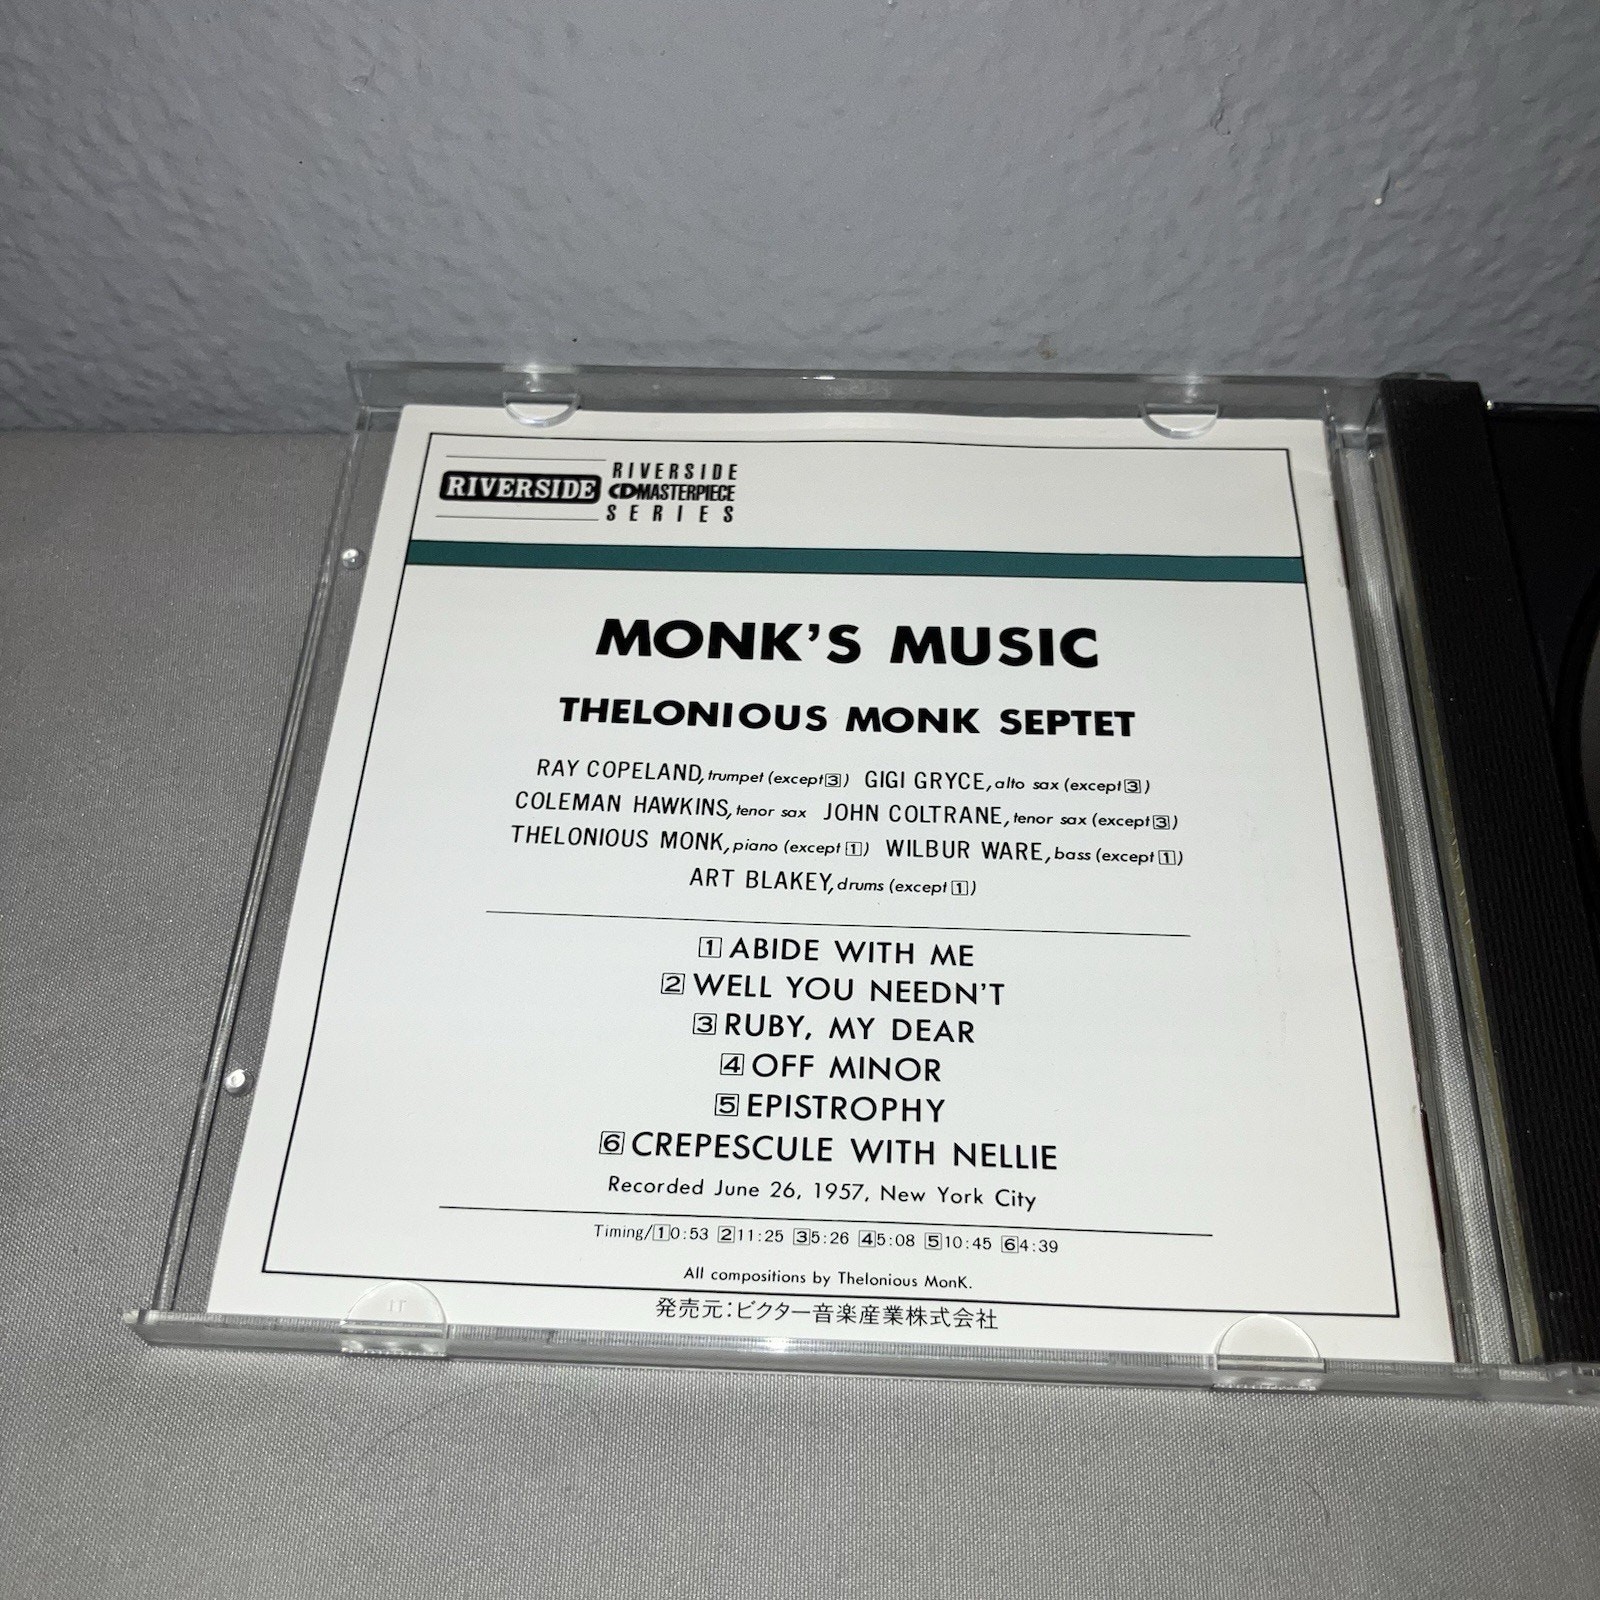 RIVERSIDE
RIVERSIDE
CD MASTERPIECE
SERIES
MONK'S MUSIC
THELONIOUS MONK SEPTET
RAY COPELAND, trumpet (except 3) GIGI GRYCE, alto sax (except 3)
COLEMAN HAWKINS, tenor sax JOHN COLTRANE, tenor sax (except 3)
THELONIOUS MONK, piano (except 1) WILBUR WARE, bass (except 1)
ART BLAKEY, drums (except 1)
1 ABIDE WITH ME
2 WELL YOU NEEDN'T
3 RUBY, MY DEAR
4 OFF MINOR
5 EPISTROPHY
6 CREPESCULE WITH NELLIE
Recorded June 26, 1957, New York City
Timing/1 0:53 2 11:25 3 5:26 4 5:08 5 10:45 6 4:39
All compositions by Thelonious MonK.
発売元:ビクター音楽産業株式会社